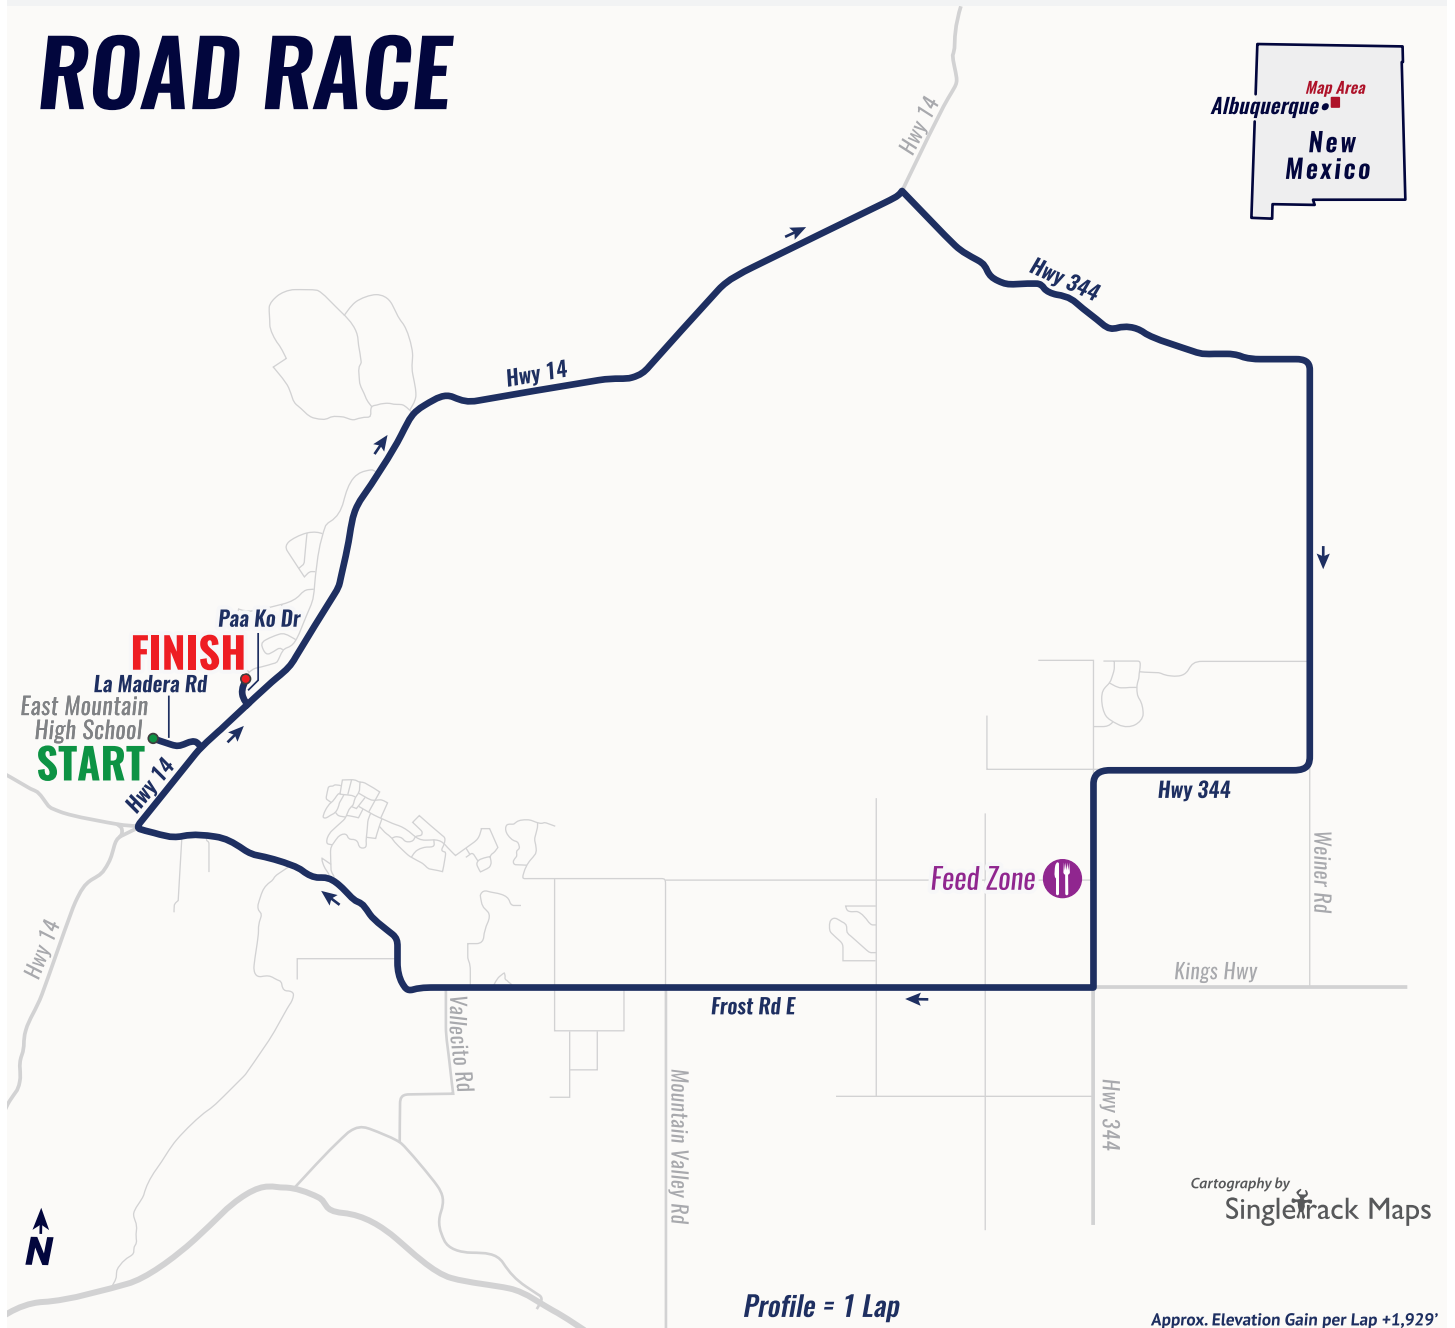 ROAD RACE
Hwy 14
Map Area
Albuquerque
New
Mexico
Hwy 344
Hwy 14
Paa Ko Dr
FINISH
La Madera Rd
East Mountain
High School
START
Hwy 14
Hwy 344
Feed Zone
Weiner Rd
Hwy 14
Kings Hwy
Frost Rd E
Vallecito Rd
Mountain Valley Rd
Hwy 344
Cartography by
SingleTrack Maps
N
Profile = 1 Lap
Approx. Elevation Gain per Lap +1,929'